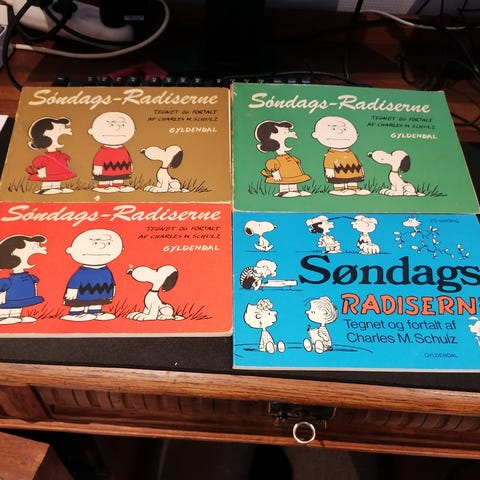 Søndags-Radiserne
TEGNET OG FORTALT
AF CHARLES M. SCHULZ
GYLDENDAL
Søndags-Radiserne
TEGNET OG FORTALT
AF CHARLES M. SCHULZ
GYLDENDAL
Søndags-Radiserne
TEGNET OG FORTALT
AF CHARLES M. SCHULZ
GYLDENDAL
Søndags
RADISERN
Tegnet og fortalt af
Charles M. Schulz
GYLDENDAL